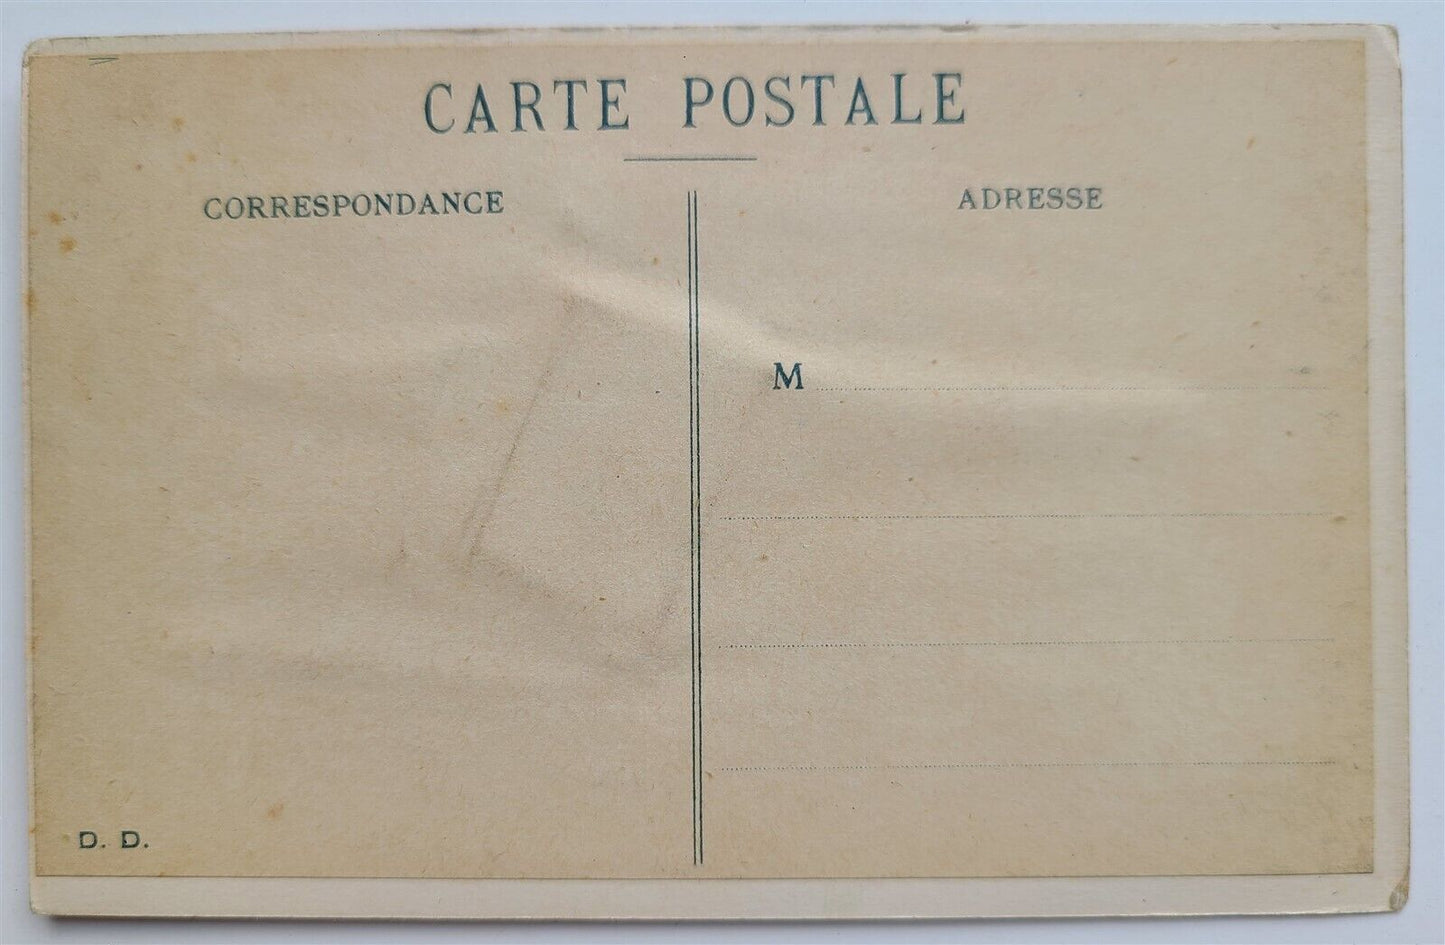 CARTE POSTALE
CORRESPONDANCE
ADRESSE
M
D. D.